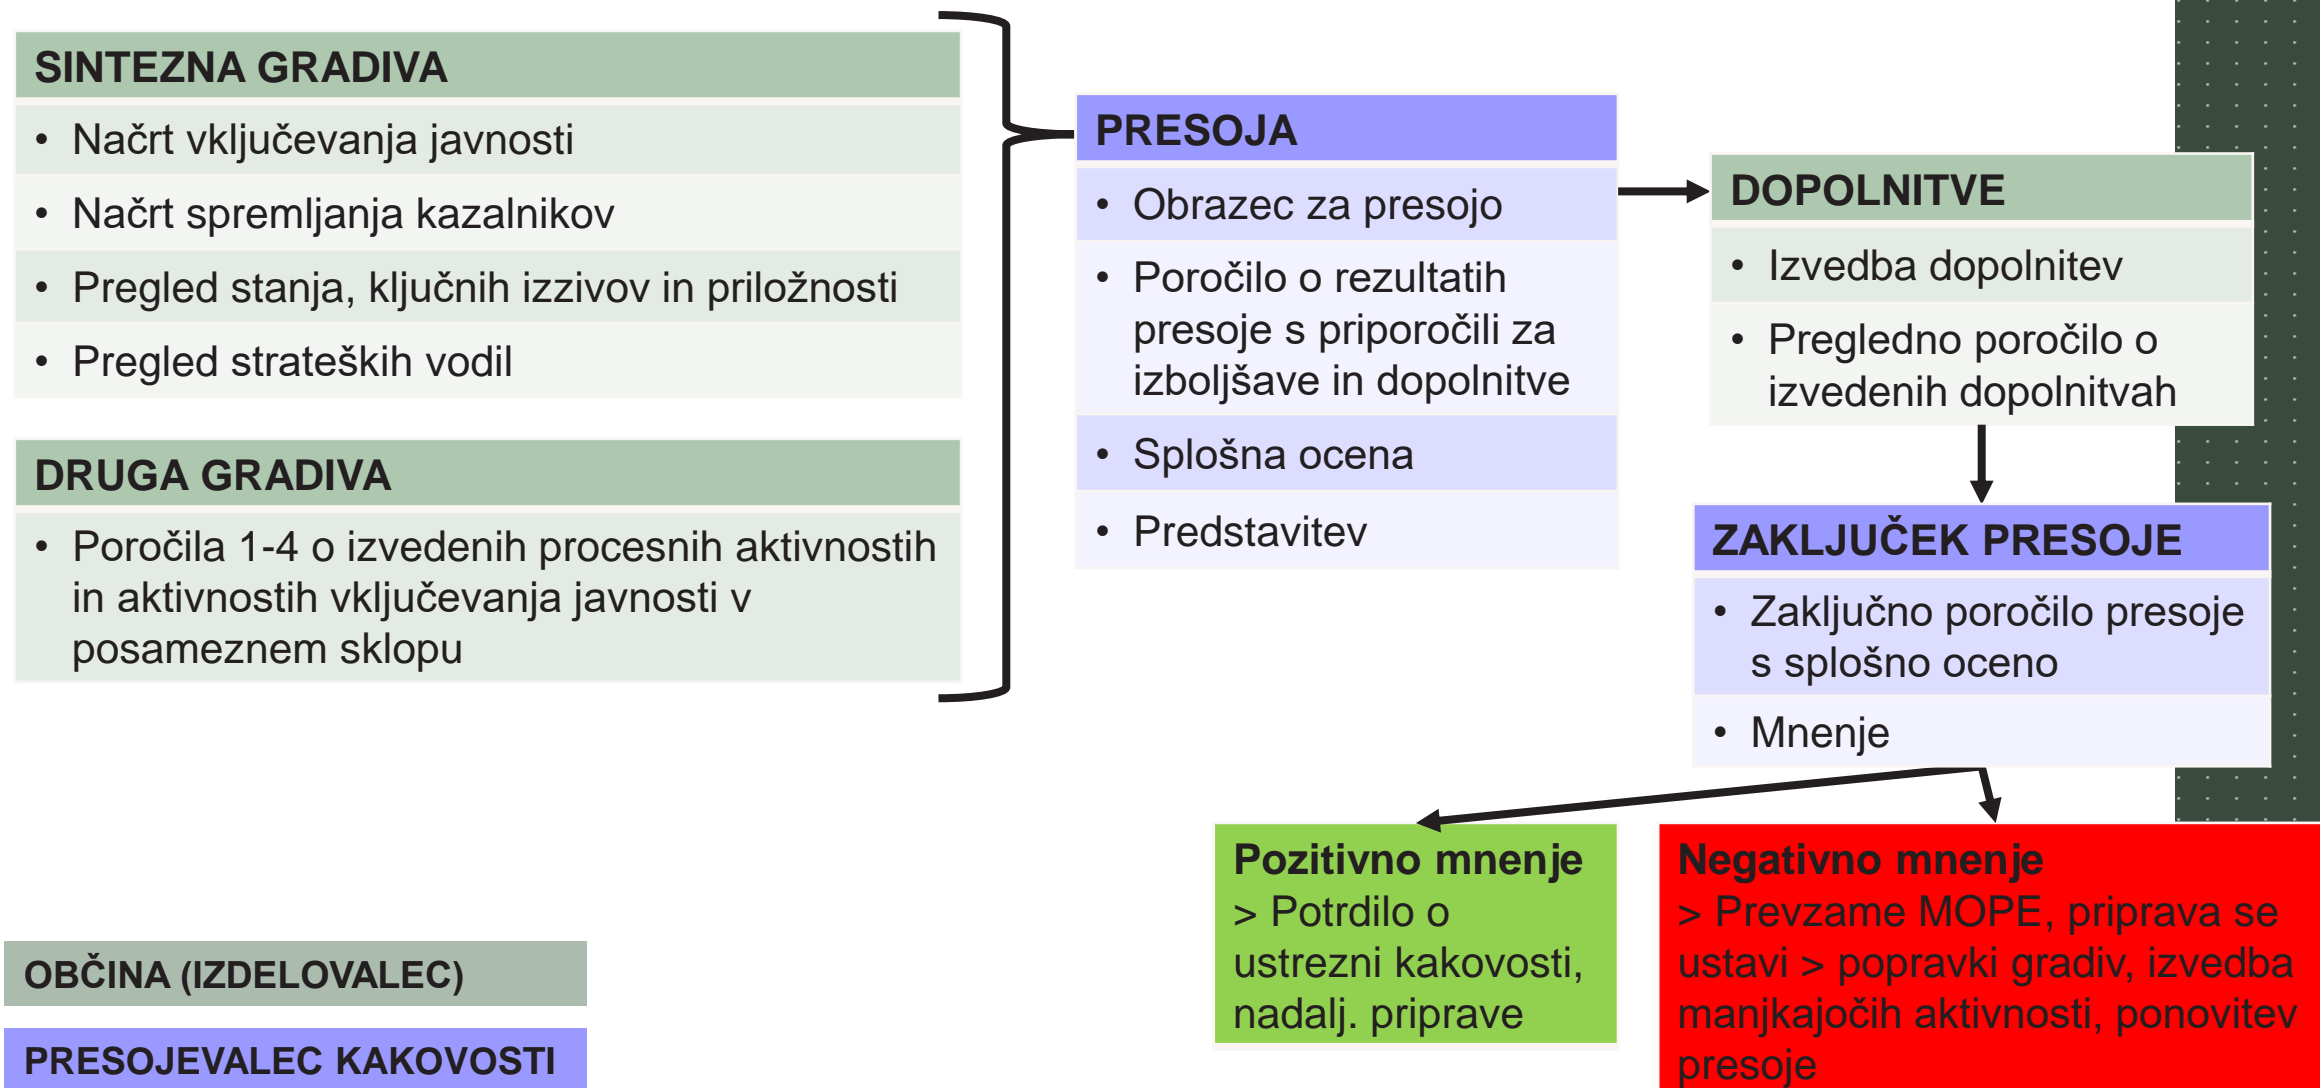 SINTEZNA GRADIVA
• Načrt vključevanja javnosti
• Načrt spremljanja kazalnikov
• Pregled stanja, ključnih izzivov in priložnosti
• Pregled strateških vodil
DRUGA GRADIVA
• Poročila 1-4 o izvedenih procesnih aktivnostih
in aktivnostih vključevanja javnosti v
posameznem sklopu
PRESOJA
• Obrazec za presojo
• Poročilo o rezultatih
presoje s priporočili za
izboljšave in dopolnitve
• Splošna ocena
• Predstavitev
DOPOLNITVE
• Izvedba dopolnitev
• Pregledno poročilo o
izvedenih dopolnitvah
ZAKLJUČEK PRESOJE
• Zaključno poročilo presoje
s splošno oceno
• Mnenje
Pozitivno mnenje
> Potrdilo o
ustrezni kakovosti,
nadalj. priprave
Negativno mnenje
> Prevzame MOPE, priprava se
ustavi > popravki gradiv, izvedba
manjkajočih aktivnosti, ponovitev
presoje
OBČINA (IZDELOVALEC)
PRESOJEVALEC KAKOVOSTI